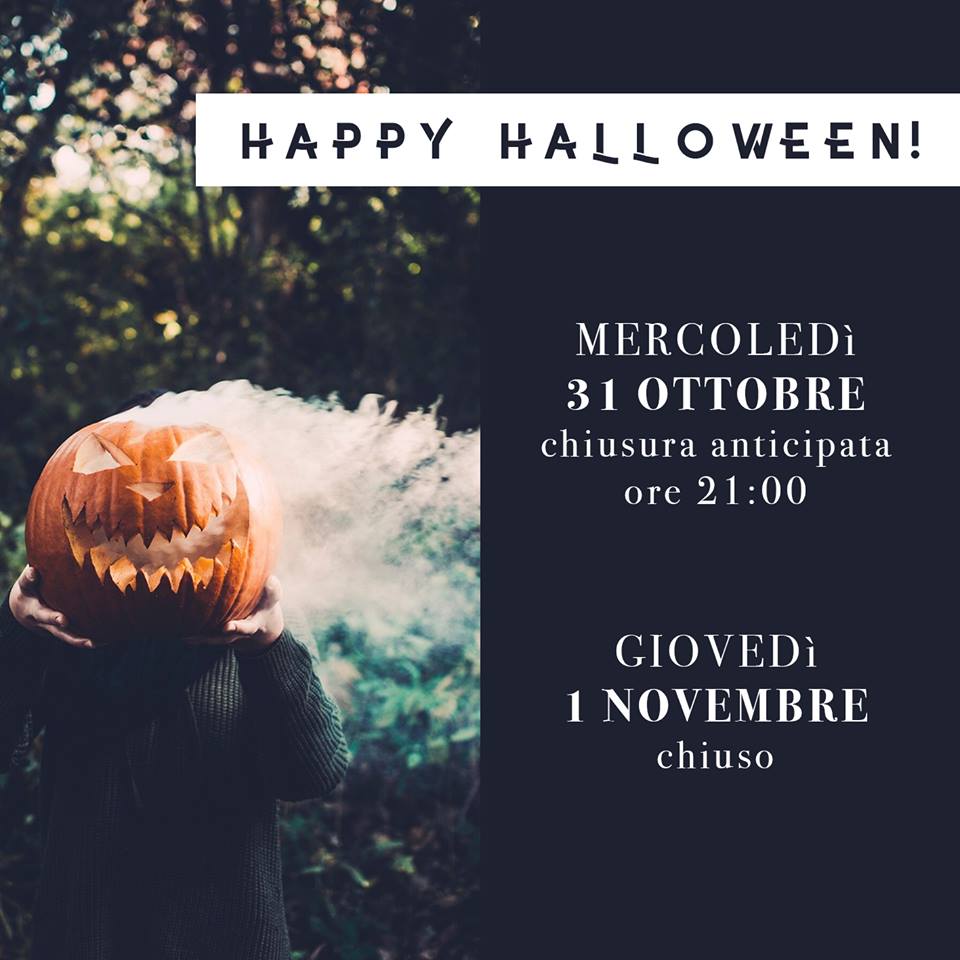 HAPPY HALLOWEEN!
MERCOLEDì
31 OTTOBRE
chiusura anticipata
ore 21:00
GIOVEDì
1 NOVEMBRE
chiuso